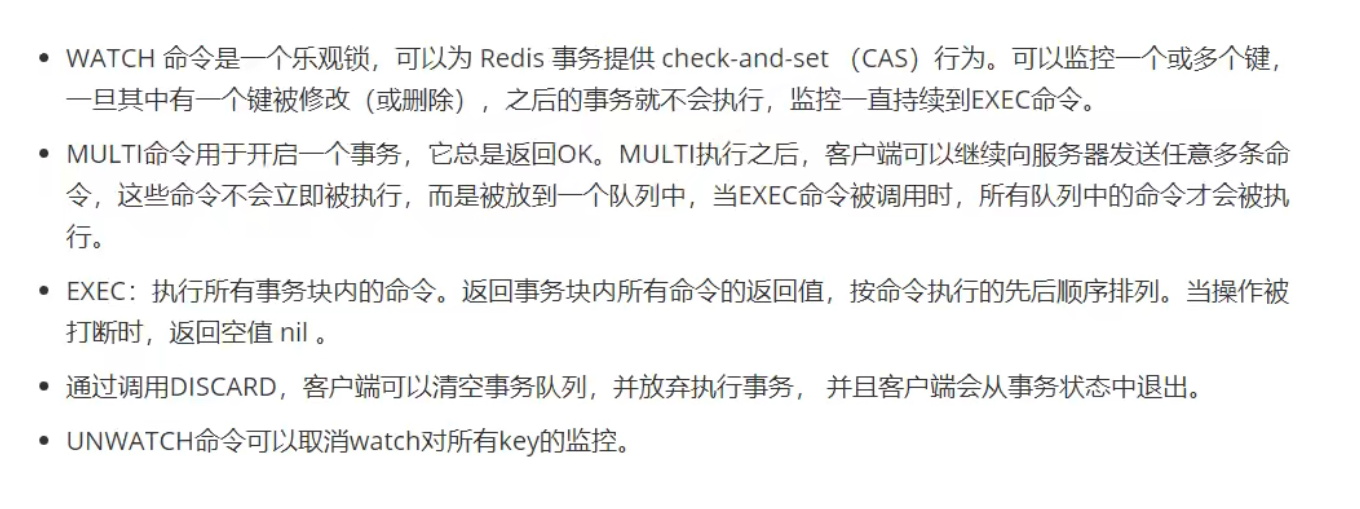 • WATCH 命令是一个乐观锁，可以为 Redis 事务提供 check-and-set （CAS）行为。可以监控一个或多个键，
一旦其中有一个键被修改（或删除），之后的事务就不会执行，监控一直持续到EXEC命令。
• MULTI命令用于开启一个事务，它总是返回OK。MULTI执行之后，客户端可以继续向服务器发送任意多条命
令，这些命令不会立即被执行，而是被放到一个队列中，当EXEC命令被调用时，所有队列中的命令才会被执
行。
• EXEC：执行所有事务块内的命令。返回事务块内所有命令的返回值，按命令执行的先后顺序排列。当操作被
打断时，返回空值 nil 。
• 通过调用DISCARD，客户端可以清空事务队列，并放弃执行事务， 并且客户端会从事务状态中退出。
• UNWATCH命令可以取消watch对所有key的监控。